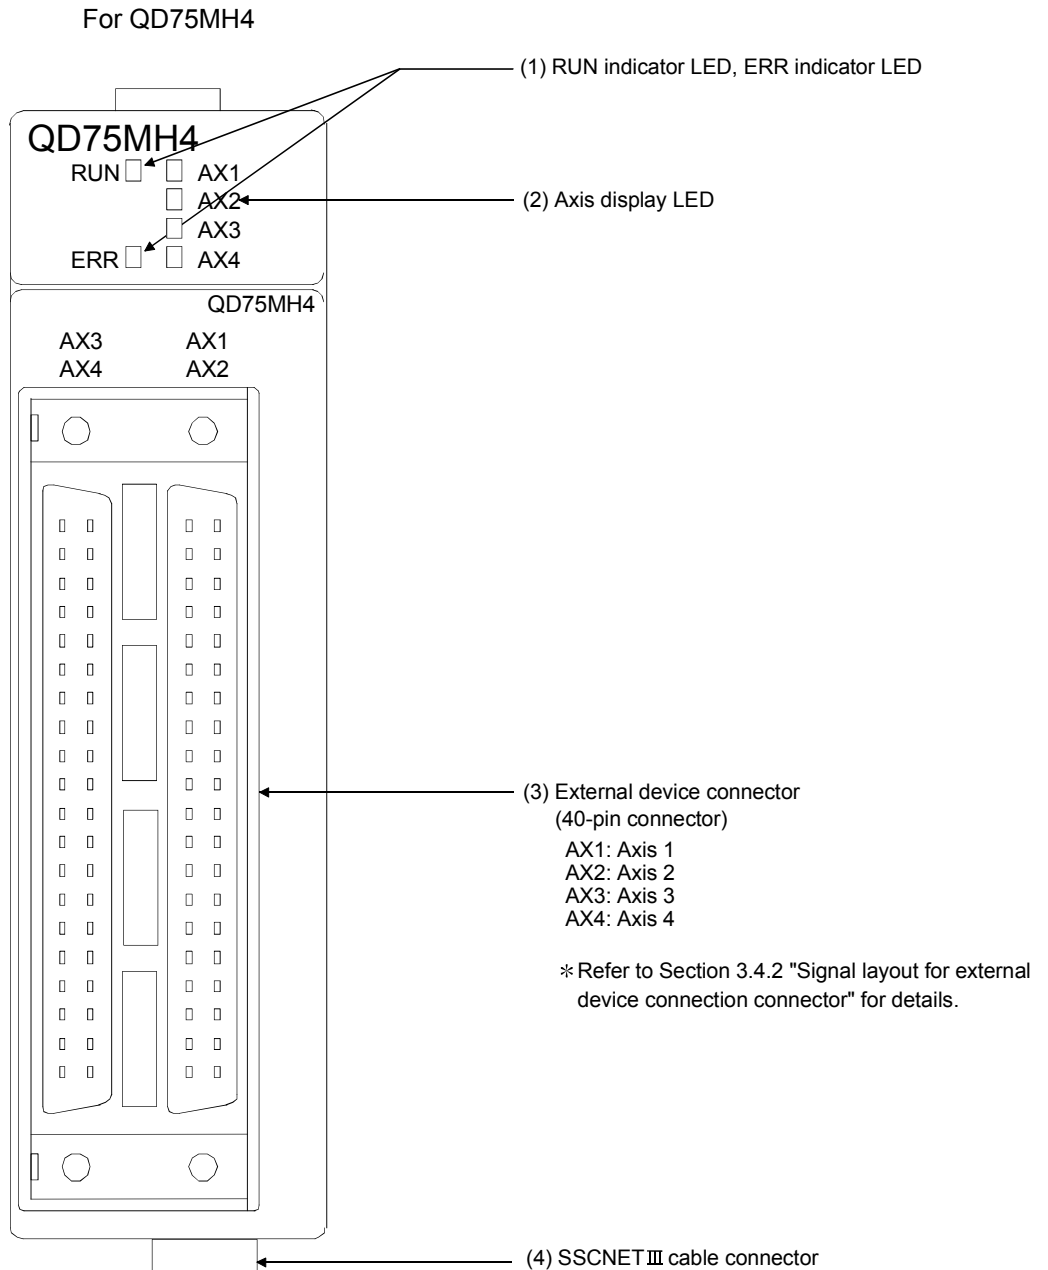 For QD75MH4
(1) RUN indicator LED, ERR indicator LED
QD75MH4
RUN AX1
AX2
(2) Axis display LED
AX3
ERR AX4
QD75MH4
AX3 AX1
AX4 AX2
(3) External device connector
(40-pin connector)
AX1: Axis 1
AX2: Axis 2
AX3: Axis 3
AX4: Axis 4
＊Refer to Section 3.4.2 "Signal layout for external
device connection connector" for details.
(4) SSCNETⅢ cable connector